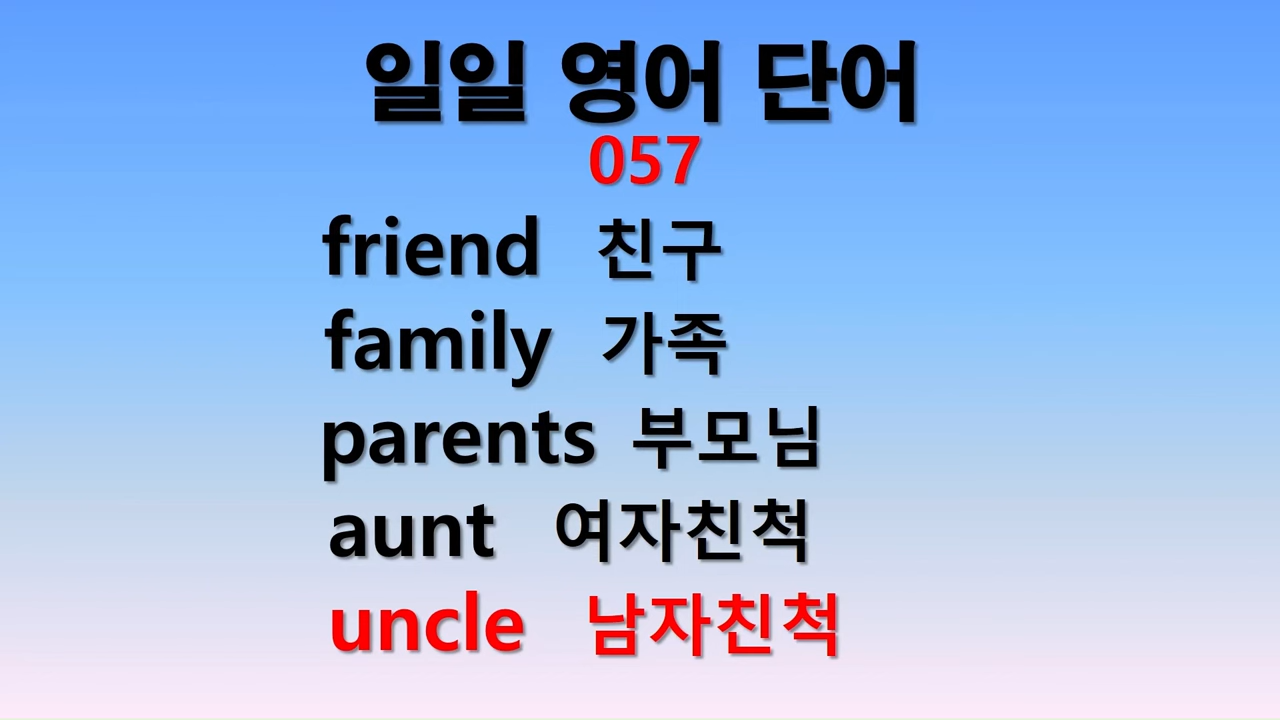 일일 영어 단어
057
friend 친구
family 가족
parents 부모님
aunt 여자친척
uncle 남자친척